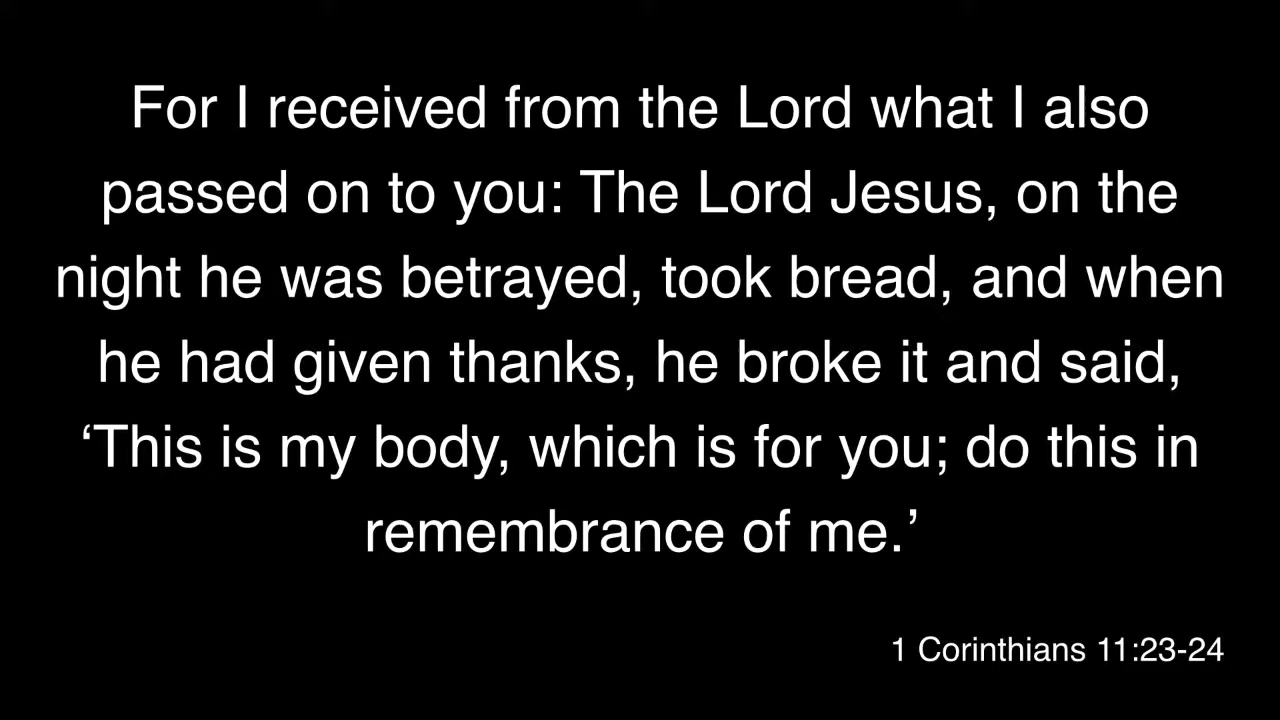 For I received from the Lord what I also
passed on to you: The Lord Jesus, on the
night he was betrayed, took bread, and when
he had given thanks, he broke it and said,
‘This is my body, which is for you; do this in
remembrance of me.’
1 Corinthians 11:23-24